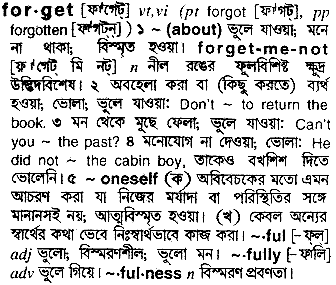 for·get [ফ়ার্গেট্] vt,vi (pt forgot [ফ়ার্গট্], pp
forgotten [ফ়ার্গট্ন্]) ১ ~ (about) ভুলে যাওয়া; মনে
না থাকা; বিস্মৃত হওয়া। forget-me-not
[ফ়ার্গেট্ মি নট্] n নীল রঙের ফুলবিশিষ্ট ক্ষুদ্র
উদ্ভিদবিশেষ। ২ অবহেলা করা বা (কিছু করতে) ব্যর্থ
হওয়া; ভোলা; ভুলে যাওয়া: Don't ~ to return the
book. ৩ মন থেকে মুছে ফেলা; ভুলে যাওয়া: Can't
you ~ the past? ৪ মনোযোগ না দেওয়া; ভোলা: He
did not ~ the cabin boy, তাকেও বখশিশ দিতে
ভোলেনি। ৫ ~ oneself (ক) অবিবেচকের মতো এমন
আচরণ করা যা নিজের মর্যাদা বা পরিস্থিতির সঙ্গে
মানানসই নয়; আত্মবিস্মৃত হওয়া। (খ) কেবল অন্যের
স্বার্থের কথা ভেবে নিঃস্বার্থভাবে কাজ করা। ~·ful [–ফ্ল]
adj ভুলো; বিস্মরণশীল; ভুলো মন। ~·fully [–ফ়ালি]
adv ভুলে গিয়ে। ~·ful·ness n বিস্মরণ প্রবণতা।